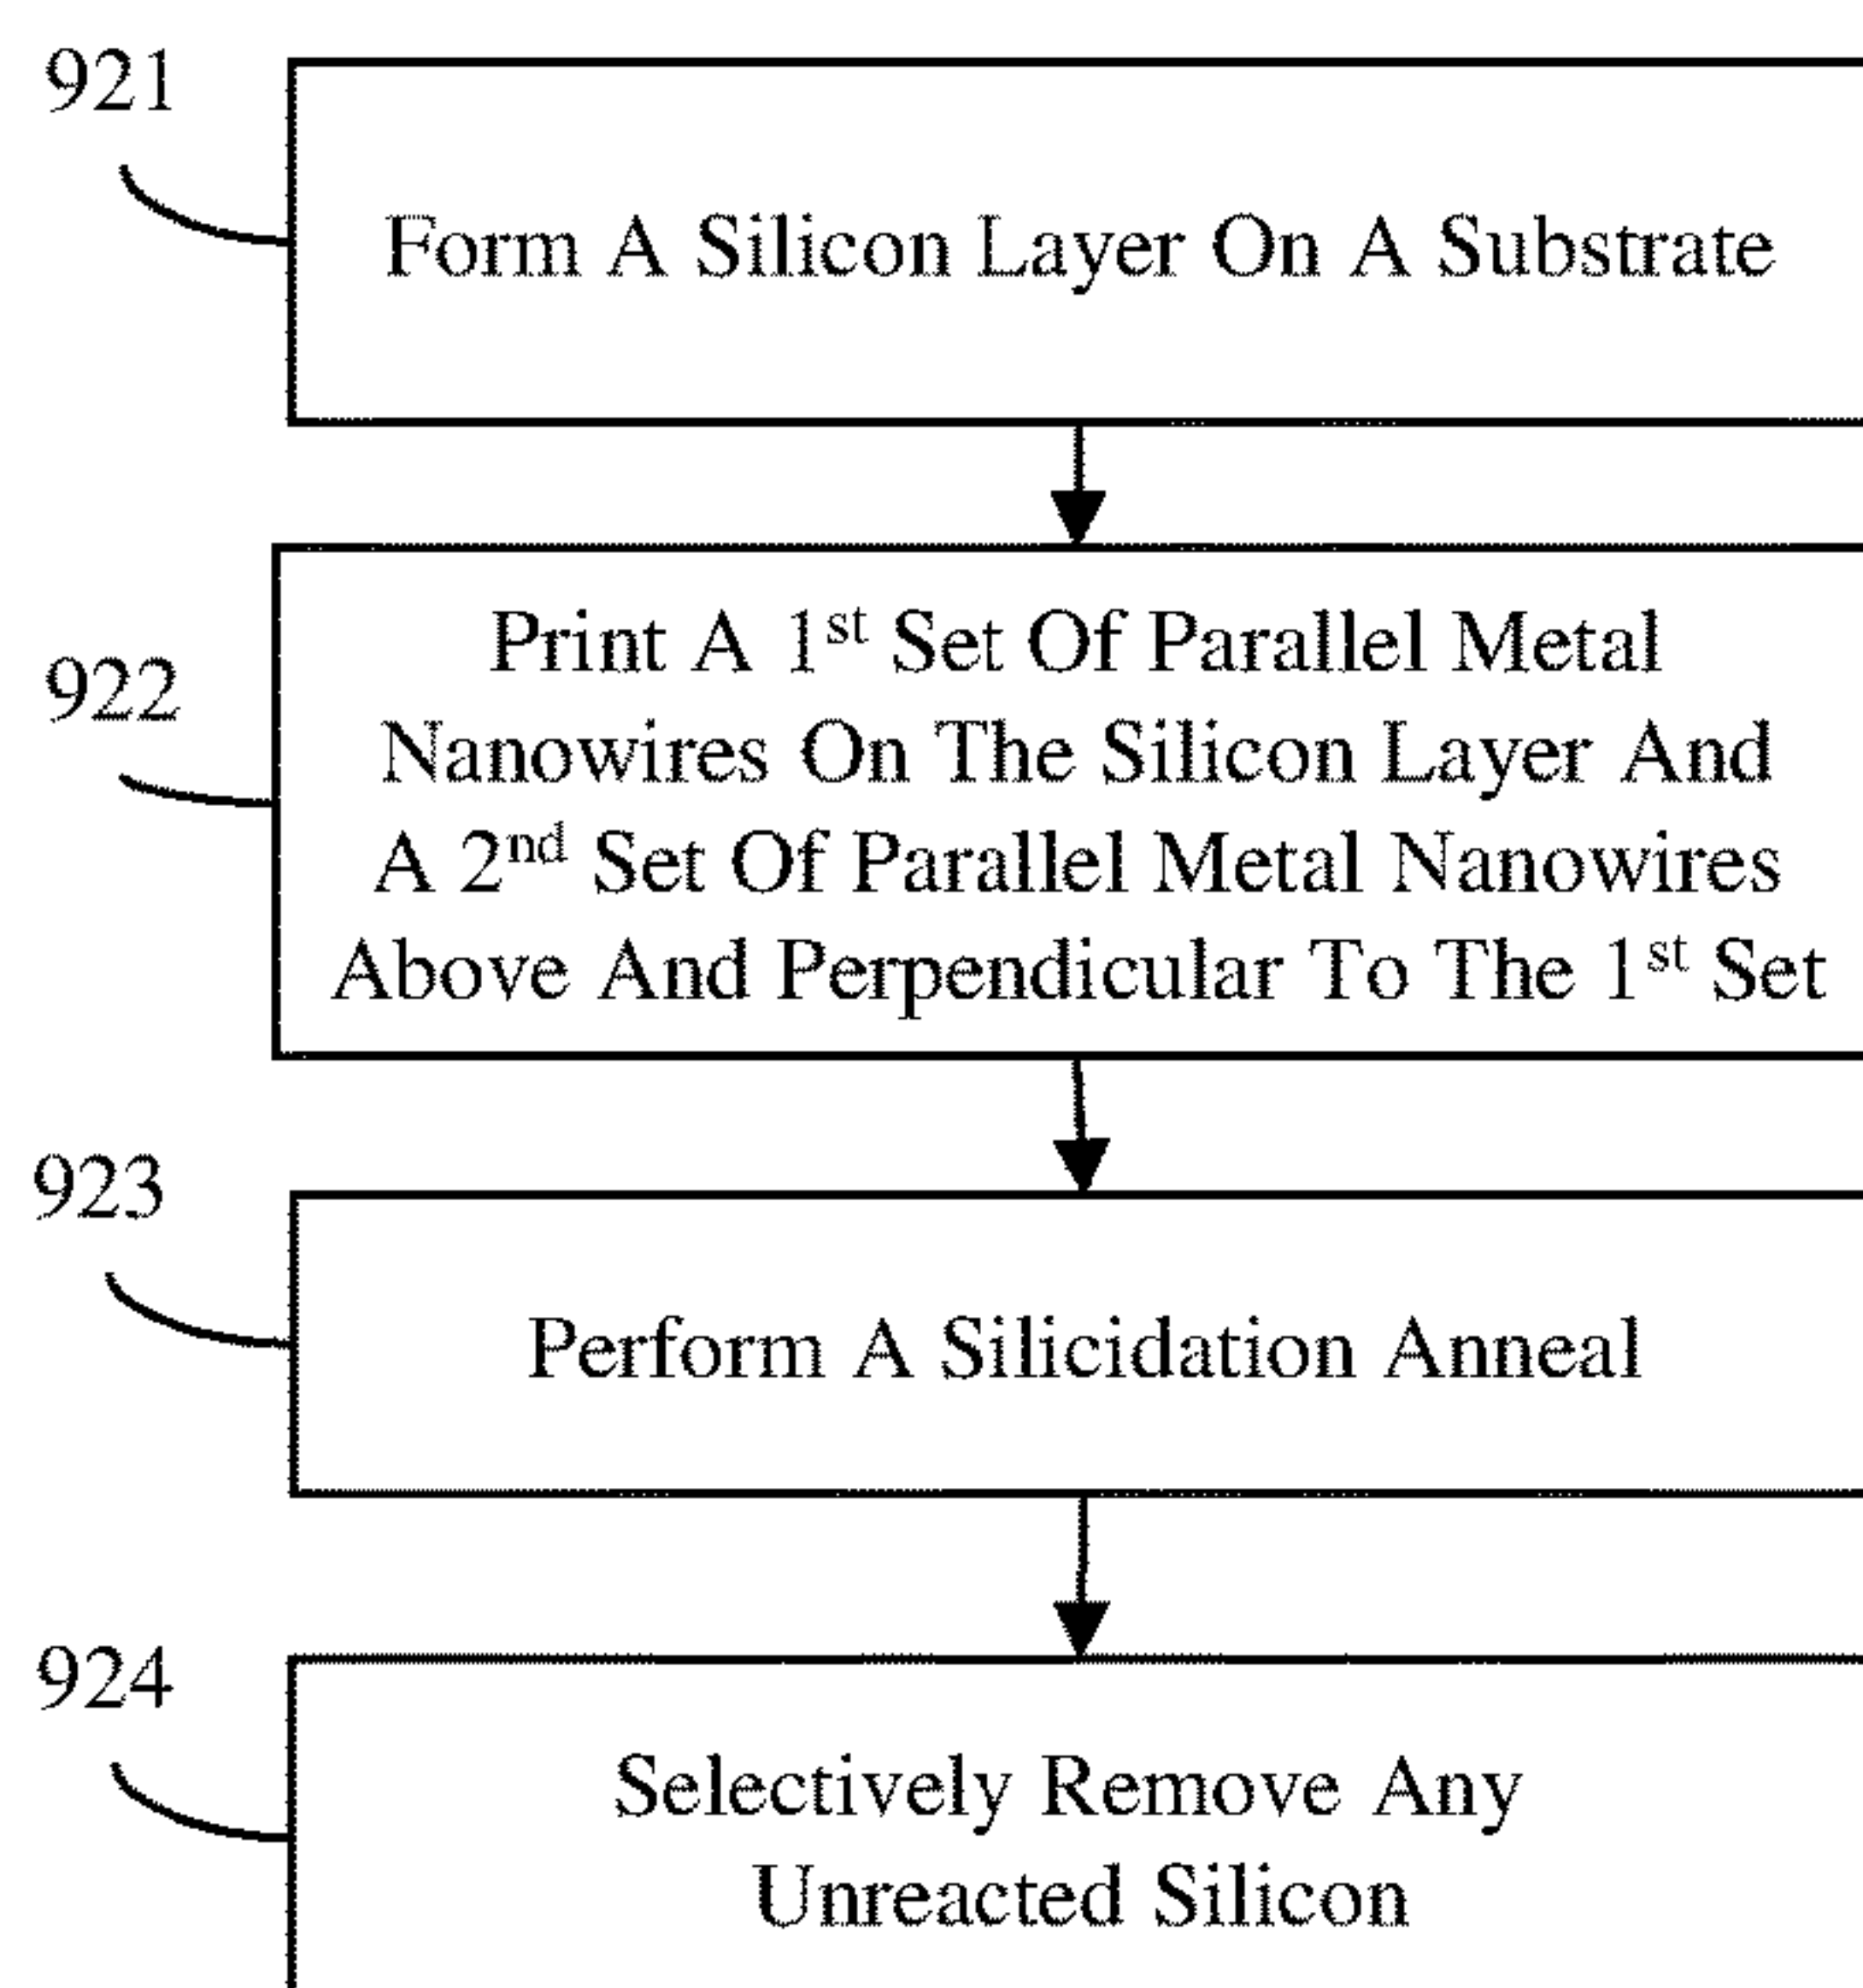 921
Form A Silicon Layer On A Substrate
922
Print A 1st Set Of Parallel Metal
Nanowires On The Silicon Layer And
A 2nd Set Of Parallel Metal Nanowires
Above And Perpendicular To The 1st Set
923
Perform A Silicidation Anneal
924
Selectively Remove Any
Unreacted Silicon